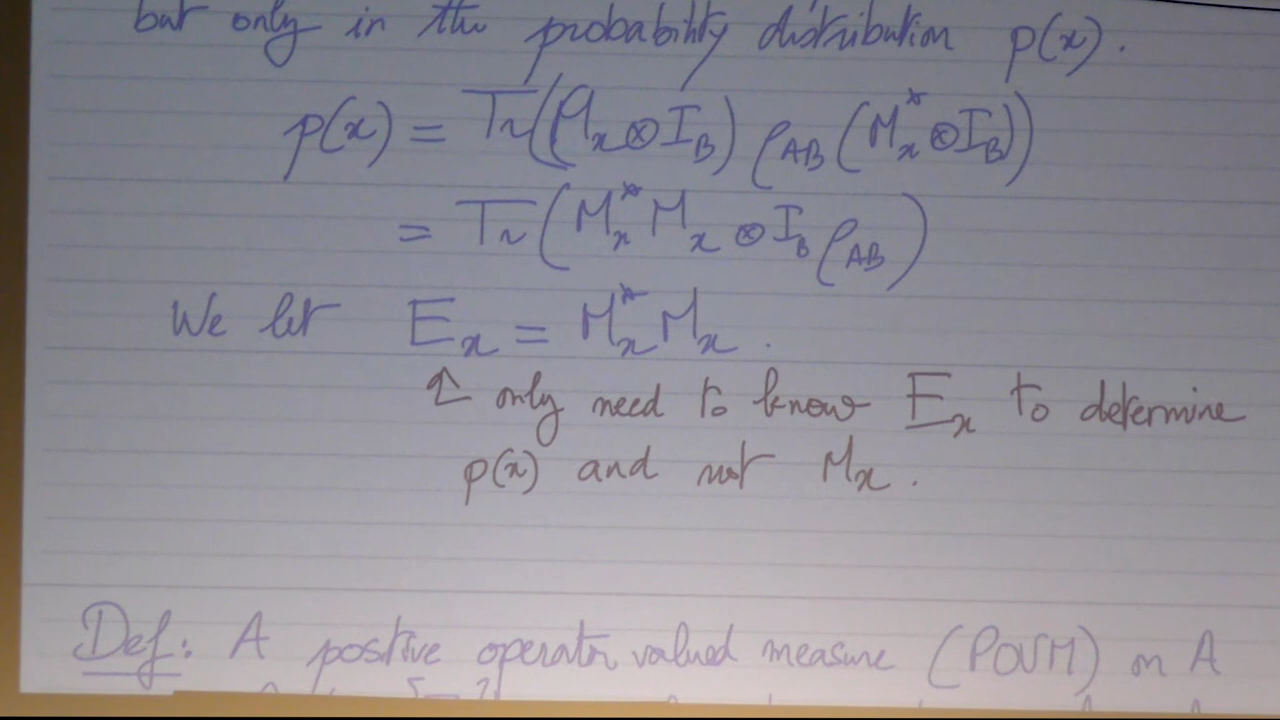 but only in the probability distribution p(x).
p(x) = Tr((M_x ⊗ I_B) ρ_AB (M_x^* ⊗ I_B))
= Tr(M_x^* M_x ⊗ I_B ρ_AB)
We let E_x = M_x^* M_x.
↑ only need to know E_x to determine
p(x) and not M_x.
Def: A positive operator valued measure (POVM) on A